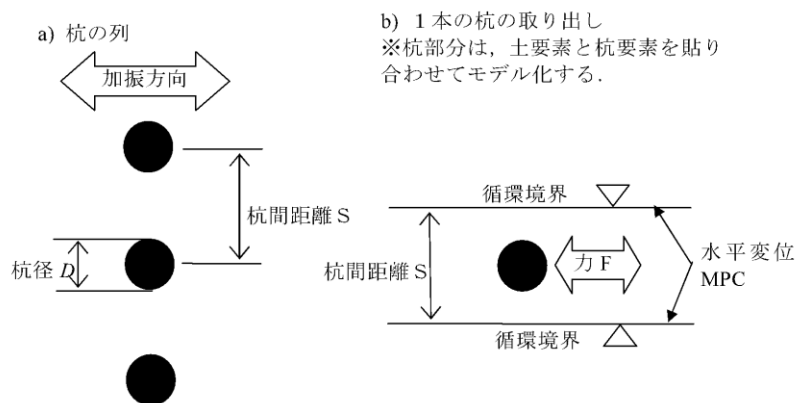 a) 杭の列
加振方向
杭間距離 S
杭径 D
b) 1本の杭の取り出し
※杭部分は，土要素と杭要素を貼り
合わせてモデル化する．
循環境界
杭間距離 S
力 F
水平変位
MPC
循環境界